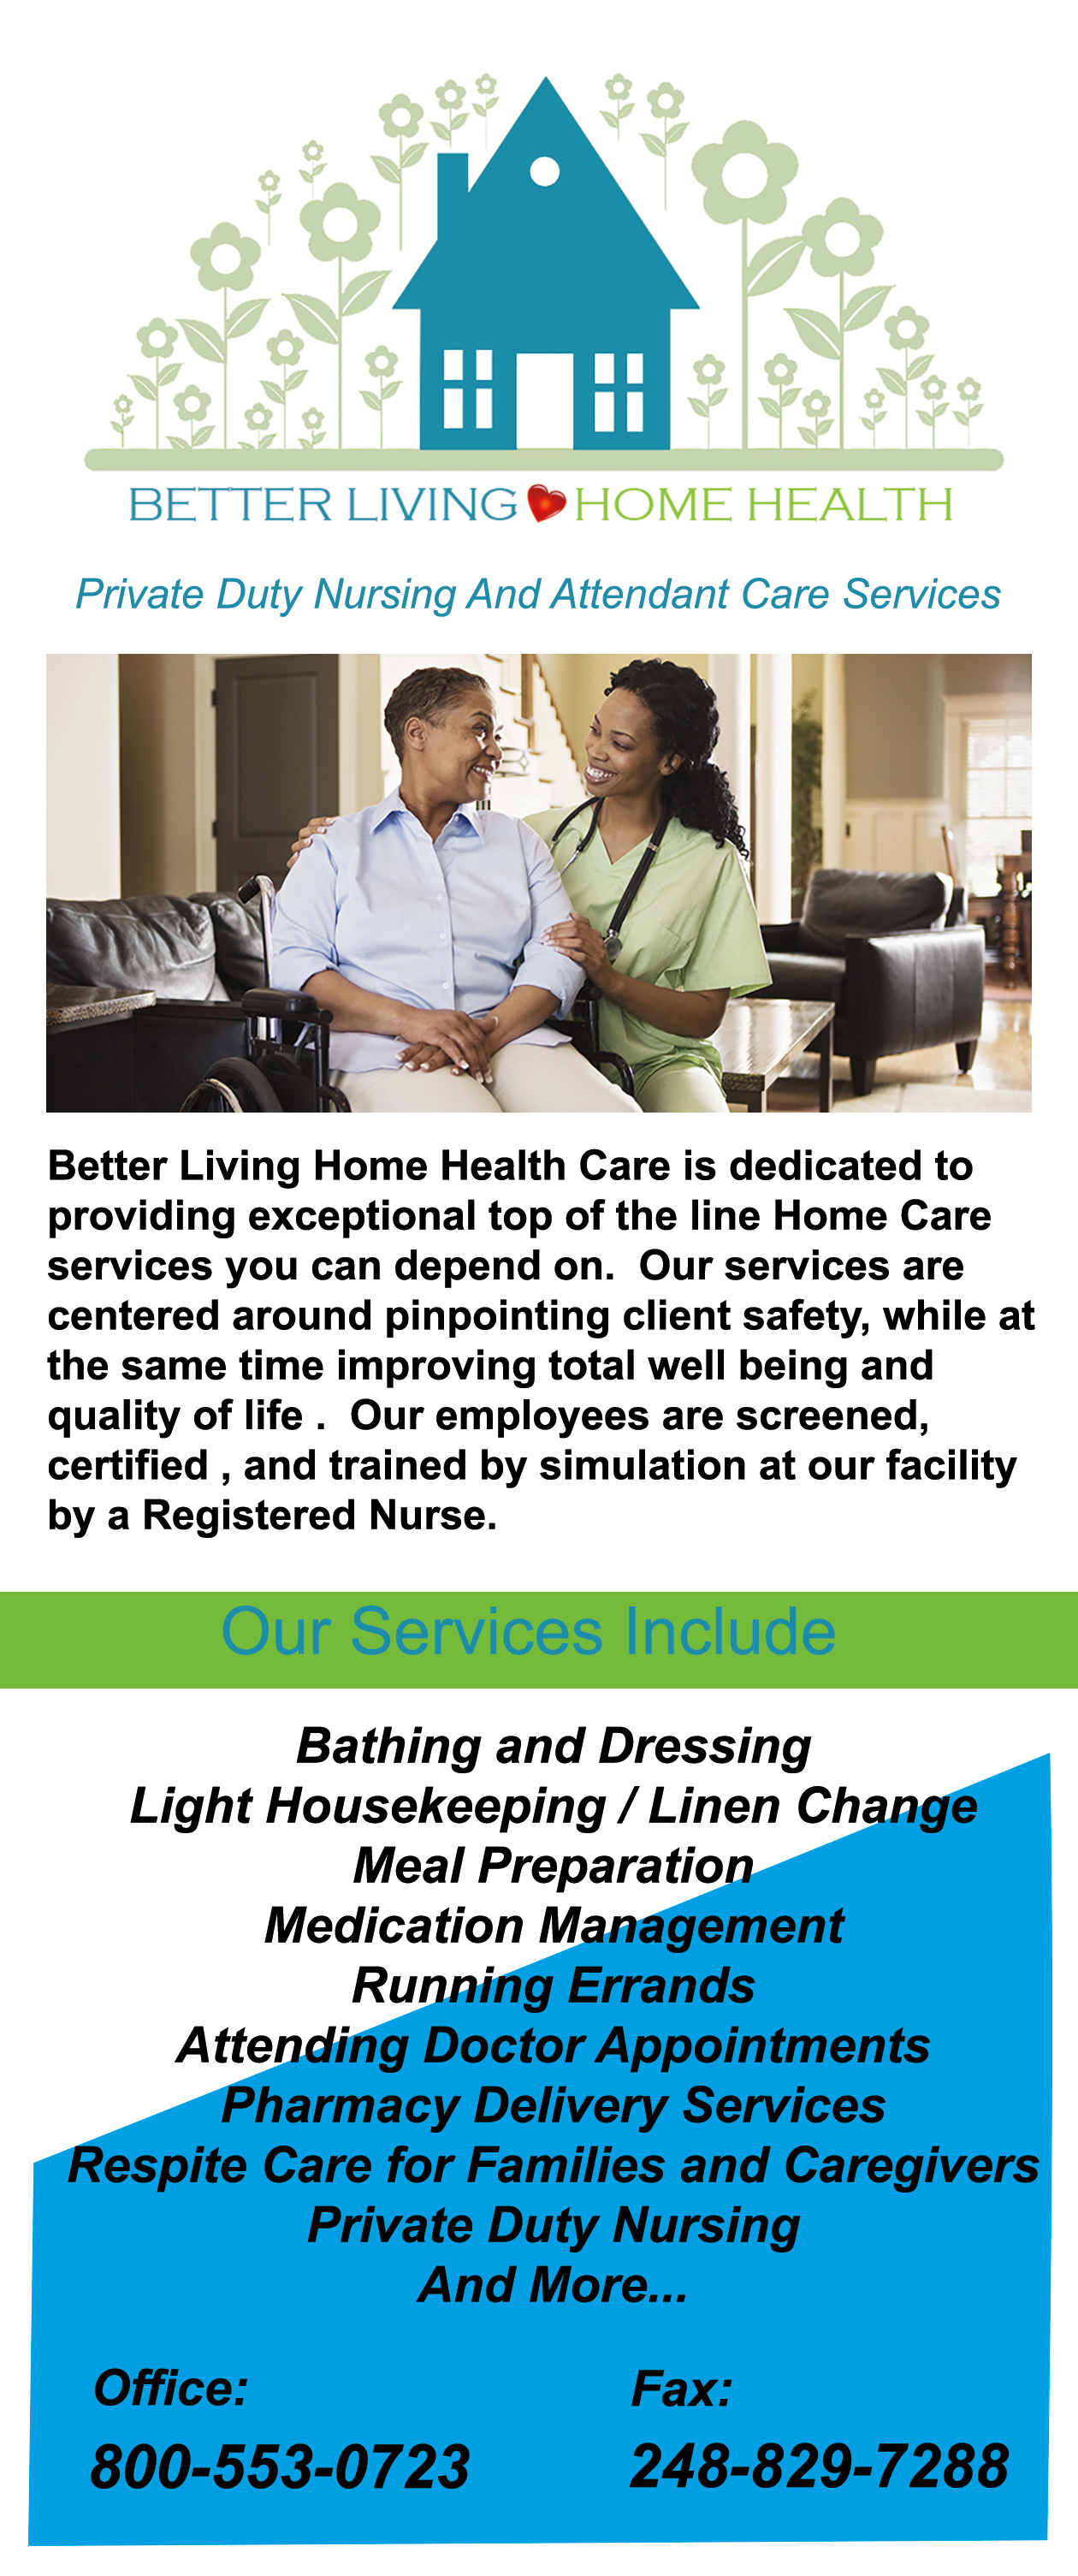 BETTER LIVING HOME HEALTH
Private Duty Nursing And Attendant Care Services
Better Living Home Health Care is dedicated to
providing exceptional top of the line Home Care
services you can depend on.  Our services are
centered around pinpointing client safety, while at
the same time improving total well being and
quality of life .  Our employees are screened,
certified , and trained by simulation at our facility
by a Registered Nurse.
Our Services Include
Bathing and Dressing
Light Housekeeping / Linen Change
Meal Preparation
Medication Management
Running Errands
Attending Doctor Appointments
Pharmacy Delivery Services
Respite Care for Families and Caregivers
Private Duty Nursing
And More...
Office:
800-553-0723
Fax:
248-829-7288